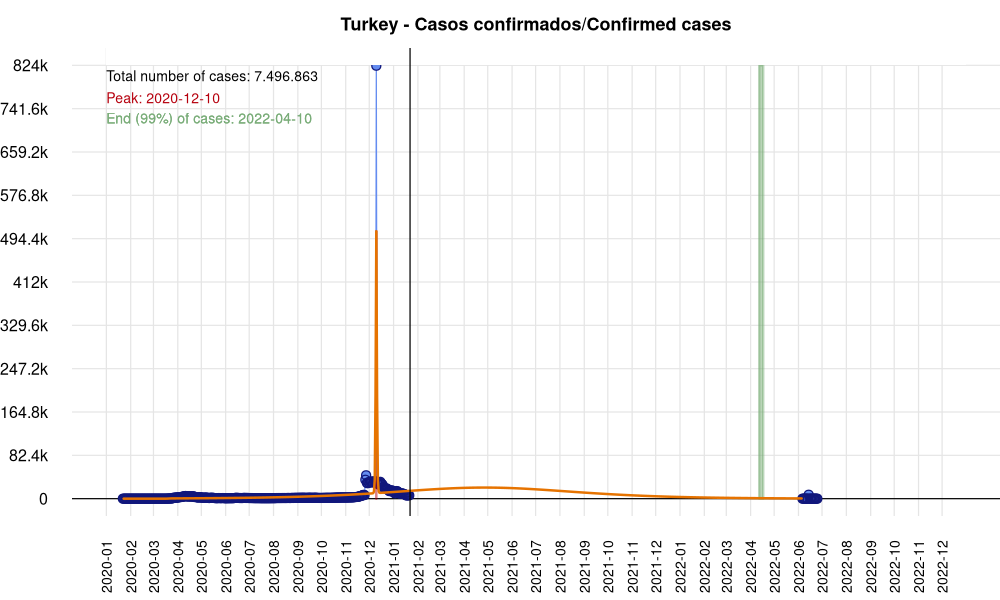 Turkey - Casos confirmados/Confirmed cases
Total number of cases: 7.496.863
Peak: 2020-12-10
End (99%) of cases: 2022-04-10
824k
741.6k
659.2k
576.8k
494.4k
412k
329.6k
247.2k
164.8k
82.4k
0
2020-01
2020-02
2020-03
2020-04
2020-05
2020-06
2020-07
2020-08
2020-09
2020-10
2020-11
2020-12
2021-01
2021-02
2021-03
2021-04
2021-05
2021-06
2021-07
2021-08
2021-09
2021-10
2021-11
2021-12
2022-01
2022-02
2022-03
2022-04
2022-05
2022-06
2022-07
2022-08
2022-09
2022-10
2022-11
2022-12